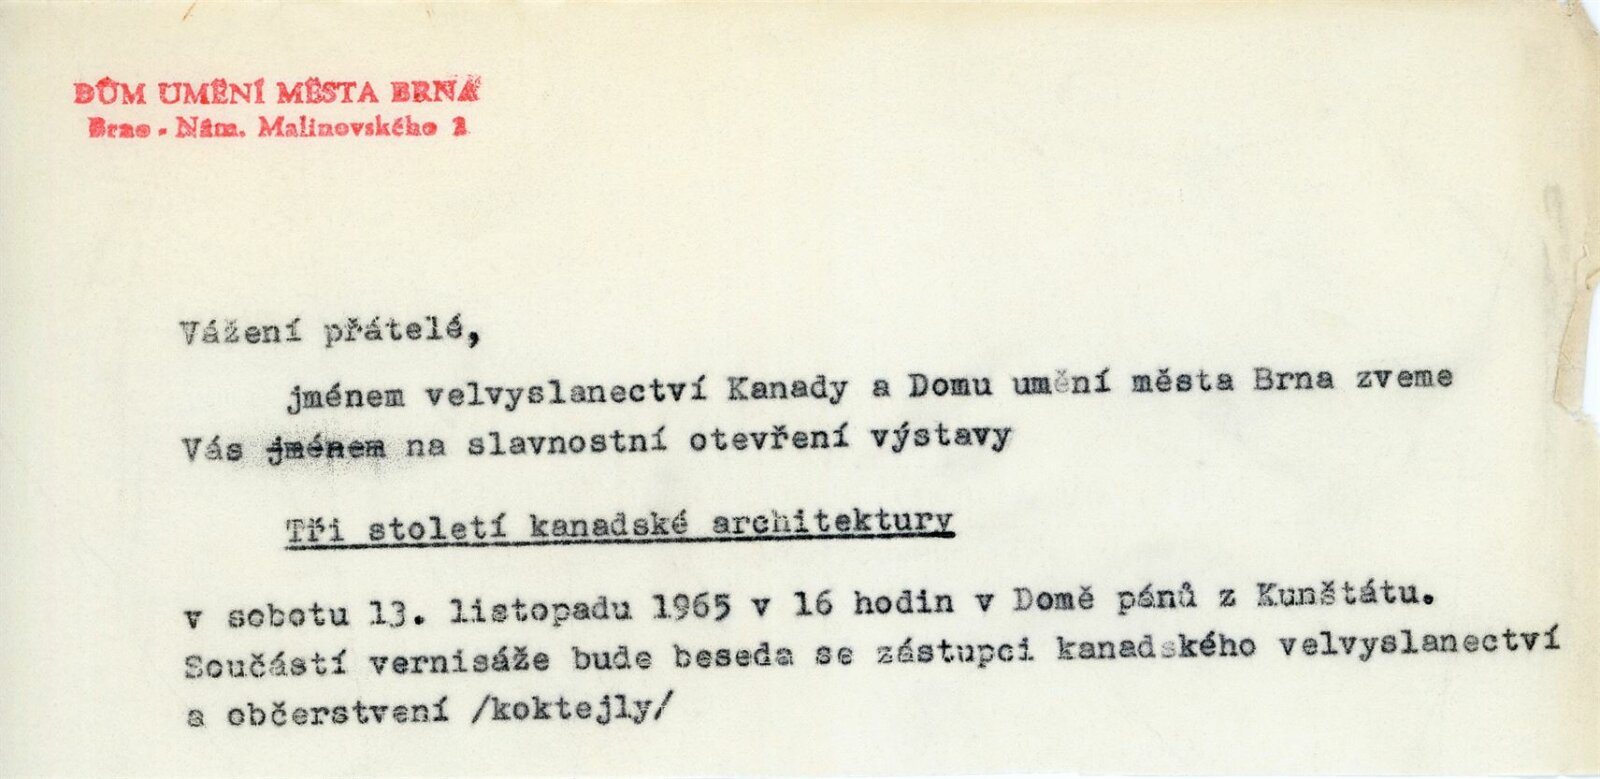 DŮM UMĚNÍ MĚSTA BRNA
Brno - Nám. Malinovského 2
Vážení přátelé,
jménem velvyslanectví Kanady a Domu umění města Brna zveme
Vás jménem na slavnostní otevření výstavy
Tři století kanadské architektury
v sobotu 13. listopadu 1965 v 16 hodin v Domě pánů z Kunštátu.
Součástí vernisáže bude beseda se zástupci kanadského velvyslanectví
a občerstvení /koktejly/